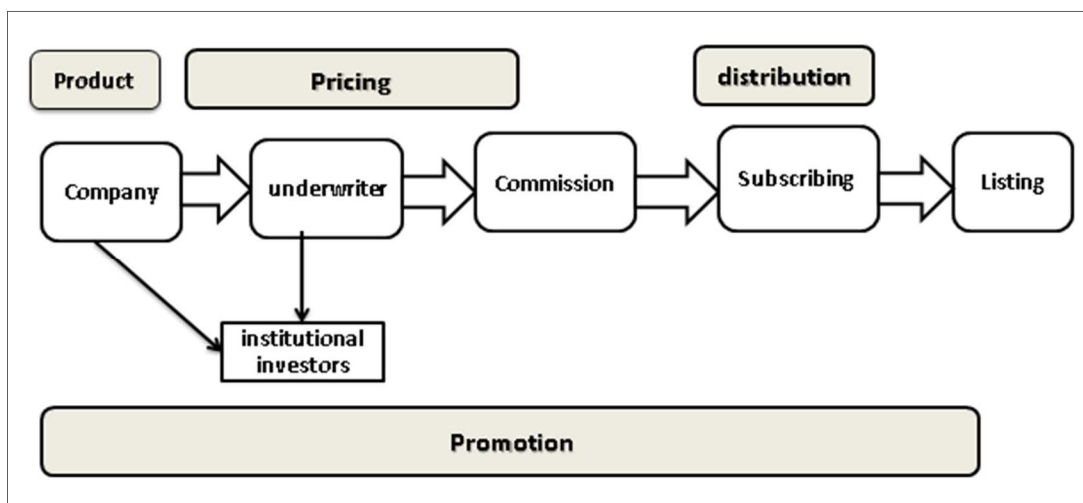 Product
Pricing
distribution
Company
underwriter
Commission
Subscribing
Listing
institutional
investors
Promotion